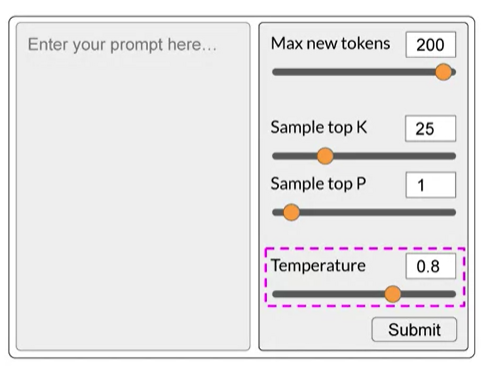 Enter your prompt here…
Max new tokens 200
Sample top K 25
Sample top P 1
Temperature 0.8
Submit